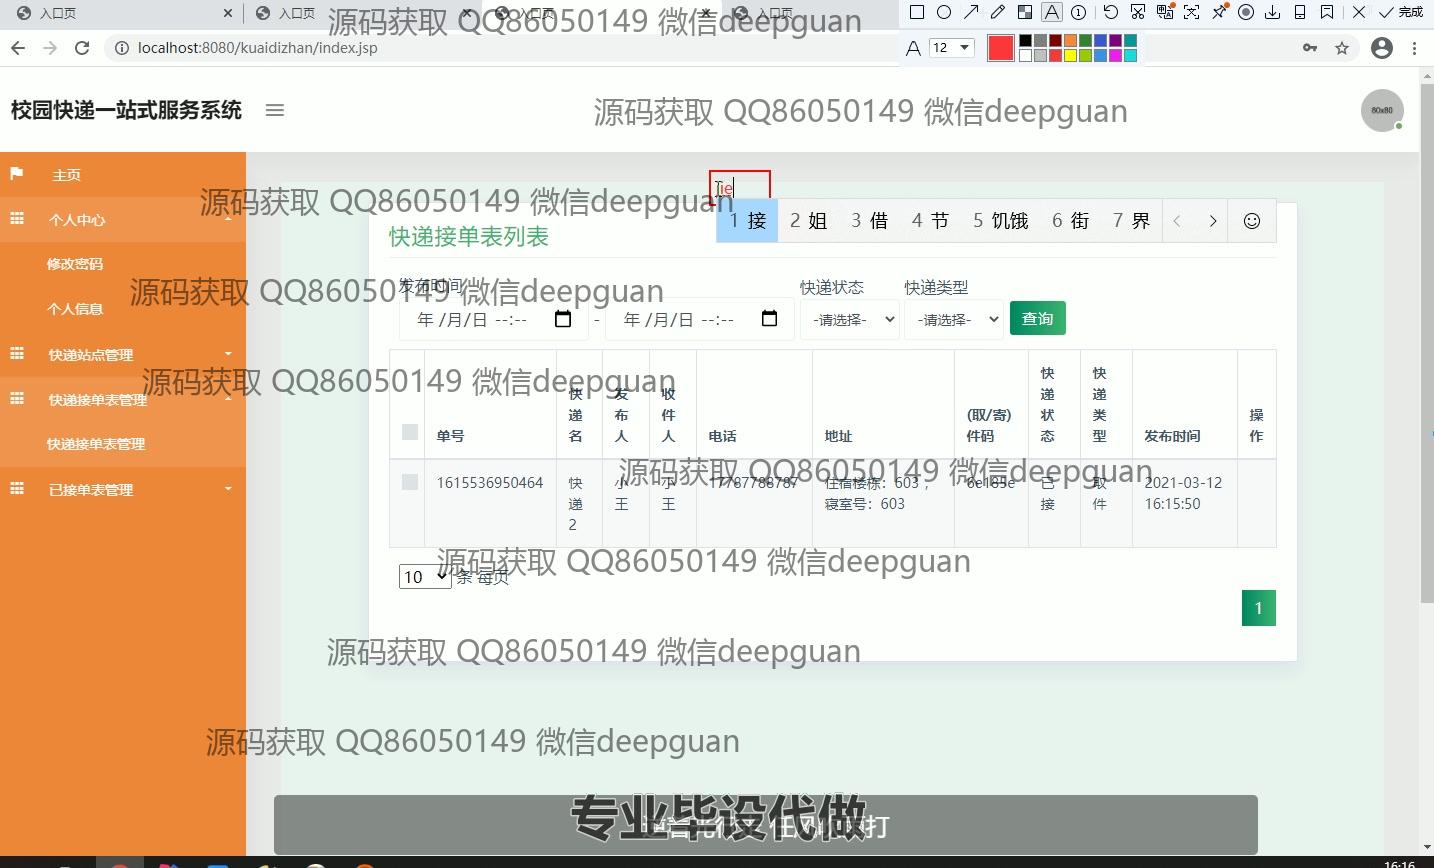 入口页
入口页
入口页
入口页
完成
localhost:8080/kuaidizhan/index.jsp
12
校园快递一站式服务系统
80x80
主页
个人中心
修改密码
个人信息
快递站点管理
快递接单表管理
快递接单表管理
已接单表管理
jie
1 接 2 姐 3 借 4 节 5 饥饿 6 街 7 界
快递接单表列表
发布时间
快递状态
快递类型
年 /月/日 --:--
-
年 /月/日 --:--
-请选择-
-请选择-
查询
单号
快递名
发布人
收件人
电话
地址
(取/寄)件码
快递状态
快递类型
发布时间
操作
1615536950464
快递2
小王
小王
17787788787
住宿楼栋：603 ，寝室号：603
已接
取件
2021-03-12 16:15:50
10 条 每页
1
源码获取 QQ86050149 微信deepguan
源码获取 QQ86050149 微信deepguan
源码获取 QQ86050149 微信deepguan
源码获取 QQ86050149 微信deepguan
源码获取 QQ86050149 微信deepguan
源码获取 QQ86050149 微信deepguan
源码获取 QQ86050149 微信deepguan
源码获取 QQ86050149 微信deepguan
源码获取 QQ86050149 微信deepguan
专业毕设代做
16:16